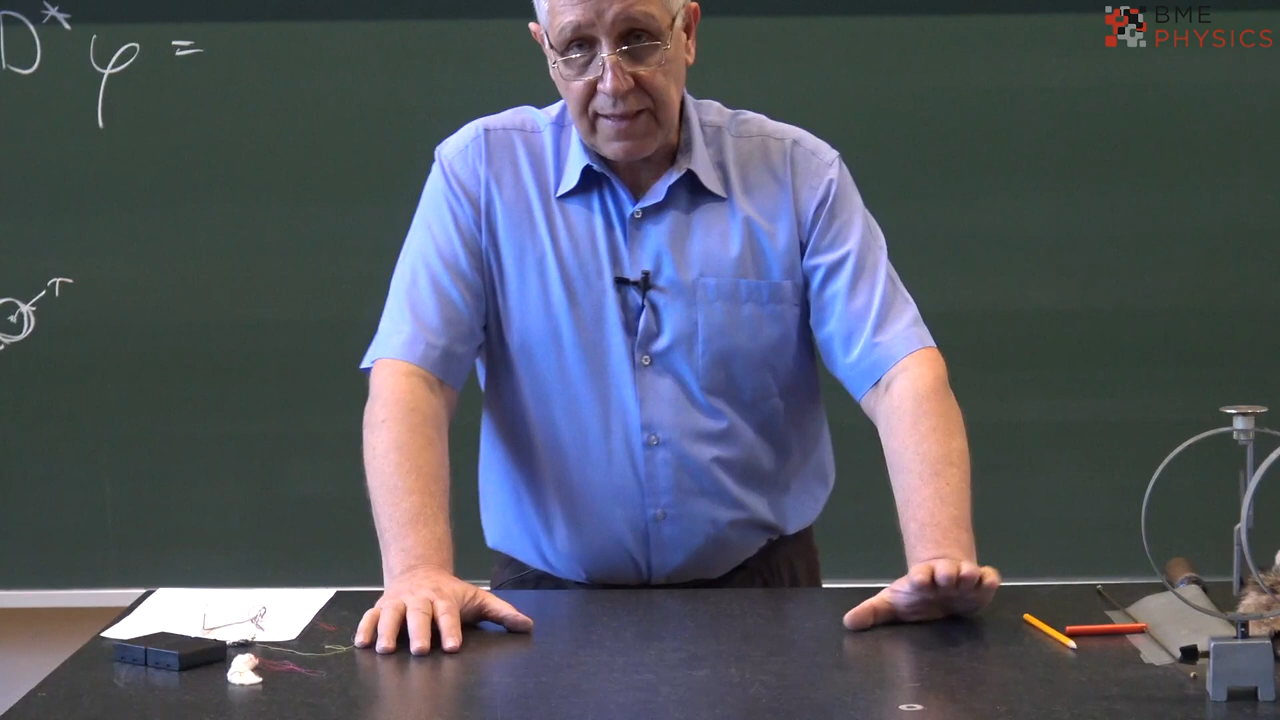 D* φ =
r
BME
PHYSICS